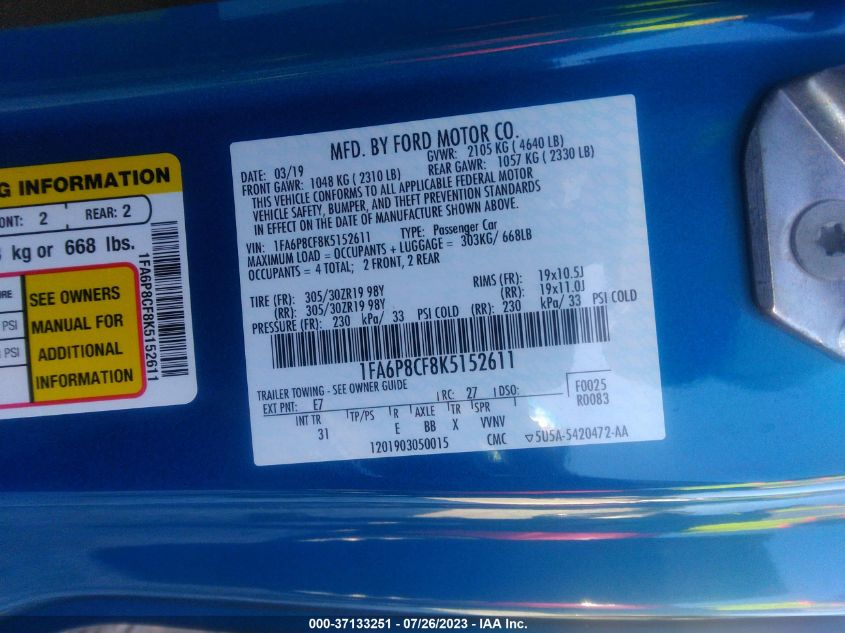 G INFORMATION
ONT: 2 REAR: 2
kg or 668 lbs.
SEE OWNERS
MANUAL FOR
ADDITIONAL
INFORMATION
PSI
PSI
1FA6P8CF8K5152611
MFD. BY FORD MOTOR CO.
DATE: 03/19 GVWR: 2105 KG ( 4640 LB)
FRONT GAWR: 1048 KG ( 2310 LB) REAR GAWR: 1057 KG ( 2330 LB)
THIS VEHICLE CONFORMS TO ALL APPLICABLE FEDERAL MOTOR
VEHICLE SAFETY, BUMPER, AND THEFT PREVENTION STANDARDS
IN EFFECT ON THE DATE OF MANUFACTURE SHOWN ABOVE.
VIN: 1FA6P8CF8K5152611 TYPE: Passenger Car
MAXIMUM LOAD = OCCUPANTS + LUGGAGE = 303KG/ 668LB
OCCUPANTS = 4 TOTAL; 2 FRONT, 2 REAR
TIRE (FR): 305/30ZR19 98Y RIMS (FR): 19x10.5J
(RR): 305/30ZR19 98Y (RR): 19x11.0J
PRESSURE (FR): 230 kPa/ 33 PSI COLD (RR): 230 kPa/ 33 PSI COLD
1FA6P8CF8K5152611
TRAILER TOWING - SEE OWNER GUIDE
EXT PNT: E7 RC: 27 DSO: F0025
INT TR TP/PS R AXLE TR SPR R0083
31 E BB X VVNV
1201903050015 CMC ▽5U5A-5420472-AA
000-37133251 - 07/26/2023 - IAA Inc.